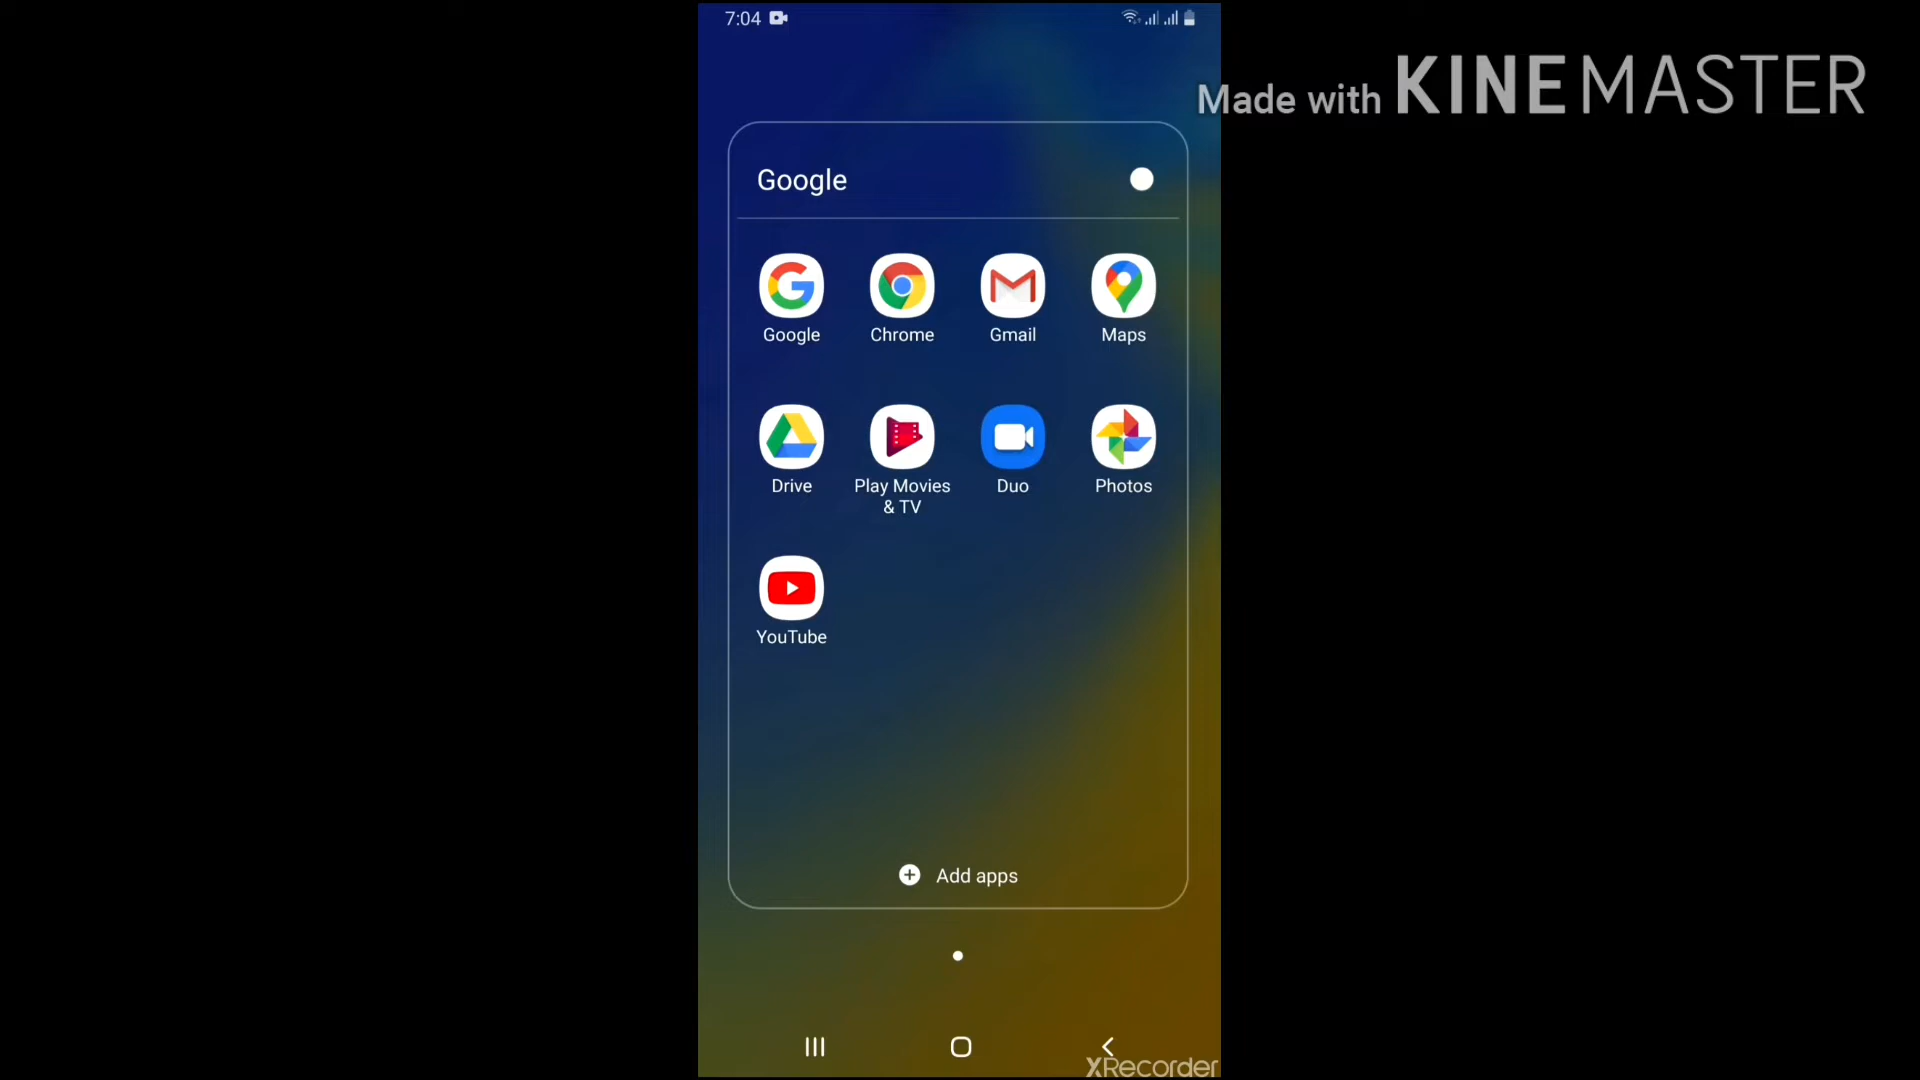 7:04
Made with KINEMASTER
Google
Google
Chrome
Gmail
Maps
Drive
Play Movies
& TV
Duo
Photos
YouTube
Add apps
XRecorder